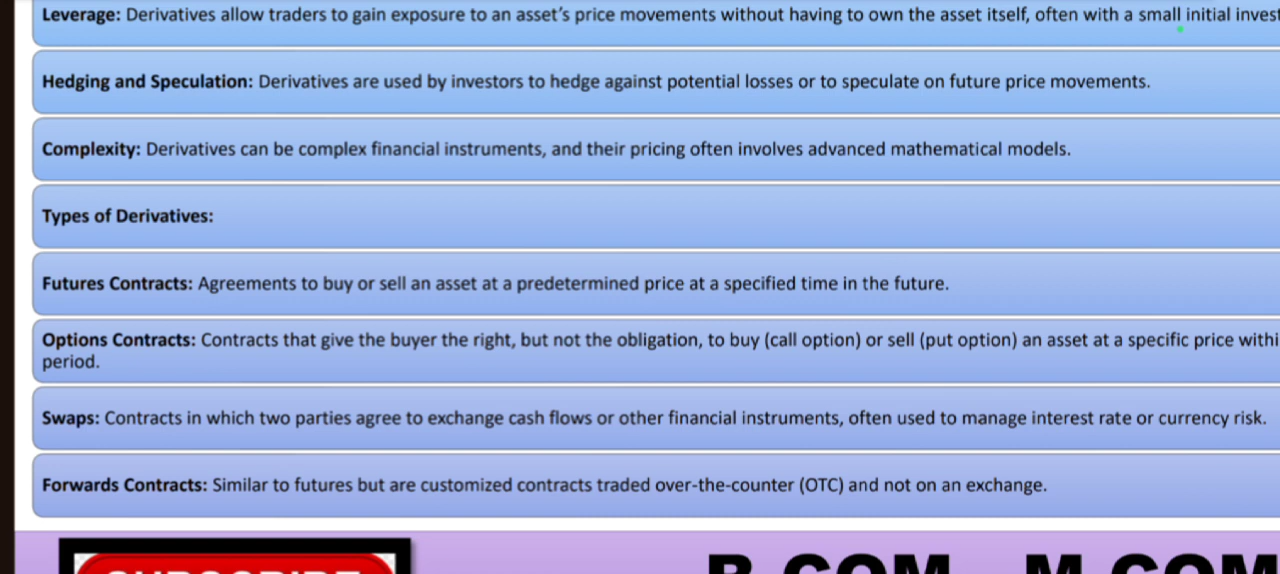 Leverage: Derivatives allow traders to gain exposure to an asset's price movements without having to own the asset itself, often with a small initial
Hedging and Speculation: Derivatives are used by investors to hedge against potential losses or to speculate on future price movements.
Complexity: Derivatives can be complex financial instruments, and their pricing often involves advanced mathematical models.
Types of Derivatives:
Futures Contracts: Agreements to buy or sell an asset at a predetermined price at a specified time in the future.
Options Contracts: Contracts that give the buyer the right, but not the obligation, to buy (call option) or sell (put option) an asset at a specific price
period.
Swaps: Contracts in which two parties agree to exchange cash flows or other financial instruments, often used to manage interest rate or currency risk.
Forwards Contracts: Similar to futures but are customized contracts traded over-the-counter (OTC) and not on an exchange.
SUBSCRIBE B.COM M.COM